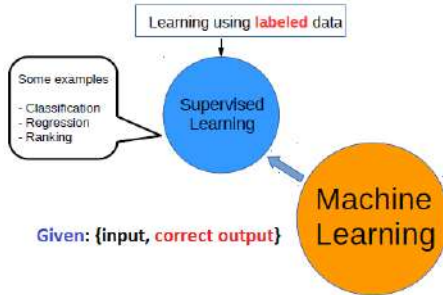 Learning using labeled data
Some examples
- Classification
- Regression
- Ranking
Supervised
Learning
Machine
Learning
Given: {input, correct output}